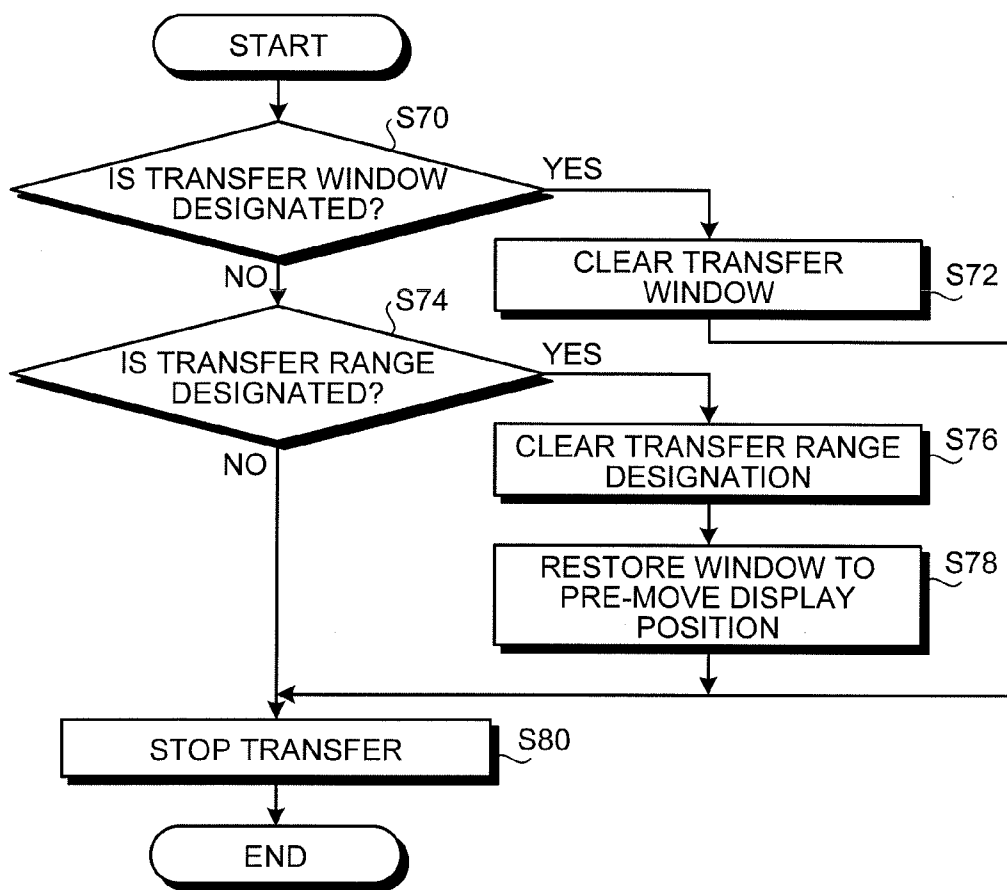 START
S70
IS TRANSFER WINDOW
DESIGNATED?
YES
NO
CLEAR TRANSFER
WINDOW
S72
S74
IS TRANSFER RANGE
DESIGNATED?
YES
NO
CLEAR TRANSFER RANGE
DESIGNATION
S76
RESTORE WINDOW TO
PRE-MOVE DISPLAY
POSITION
S78
STOP TRANSFER
S80
END